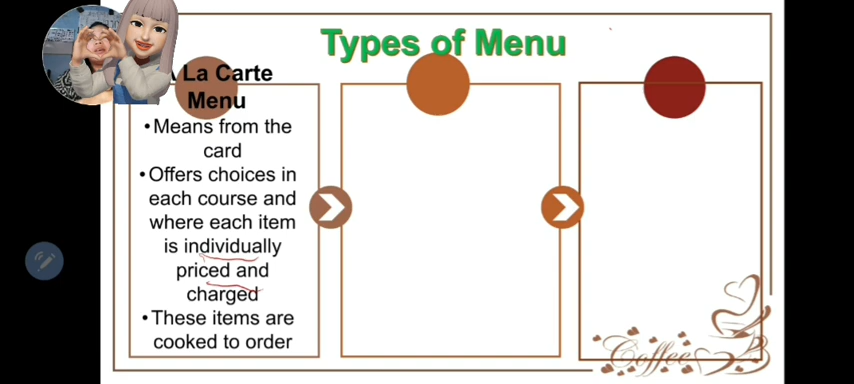 Types of Menu
La Carte
Menu
•Means from the
card
•Offers choices in
each course and
where each item
is individually
priced and
charged
•These items are
cooked to order
Coffee